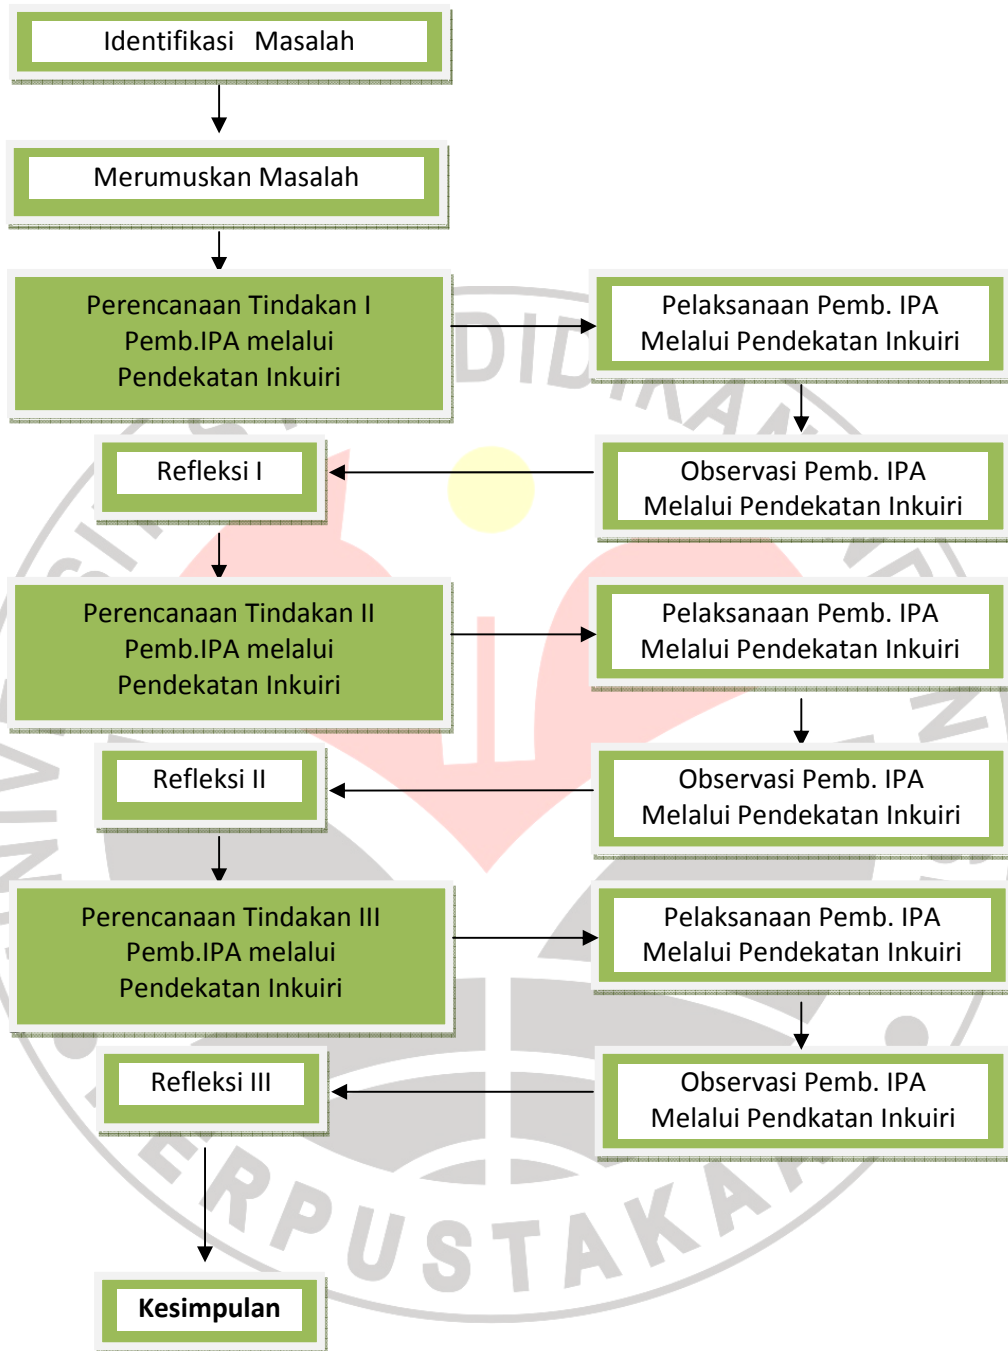 Identifikasi Masalah
Merumuskan Masalah
Perencanaan Tindakan I
Pemb.IPA melalui
Pendekatan Inkuiri
Pelaksanaan Pemb. IPA
Melalui Pendekatan Inkuiri
Observasi Pemb. IPA
Melalui Pendekatan Inkuiri
Refleksi I
Perencanaan Tindakan II
Pemb.IPA melalui
Pendekatan Inkuiri
Pelaksanaan Pemb. IPA
Melalui Pendekatan Inkuiri
Observasi Pemb. IPA
Melalui Pendekatan Inkuiri
Refleksi II
Perencanaan Tindakan III
Pemb.IPA melalui
Pendekatan Inkuiri
Pelaksanaan Pemb. IPA
Melalui Pendekatan Inkuiri
Observasi Pemb. IPA
Melalui Pendkatan Inkuiri
Refleksi III
Kesimpulan